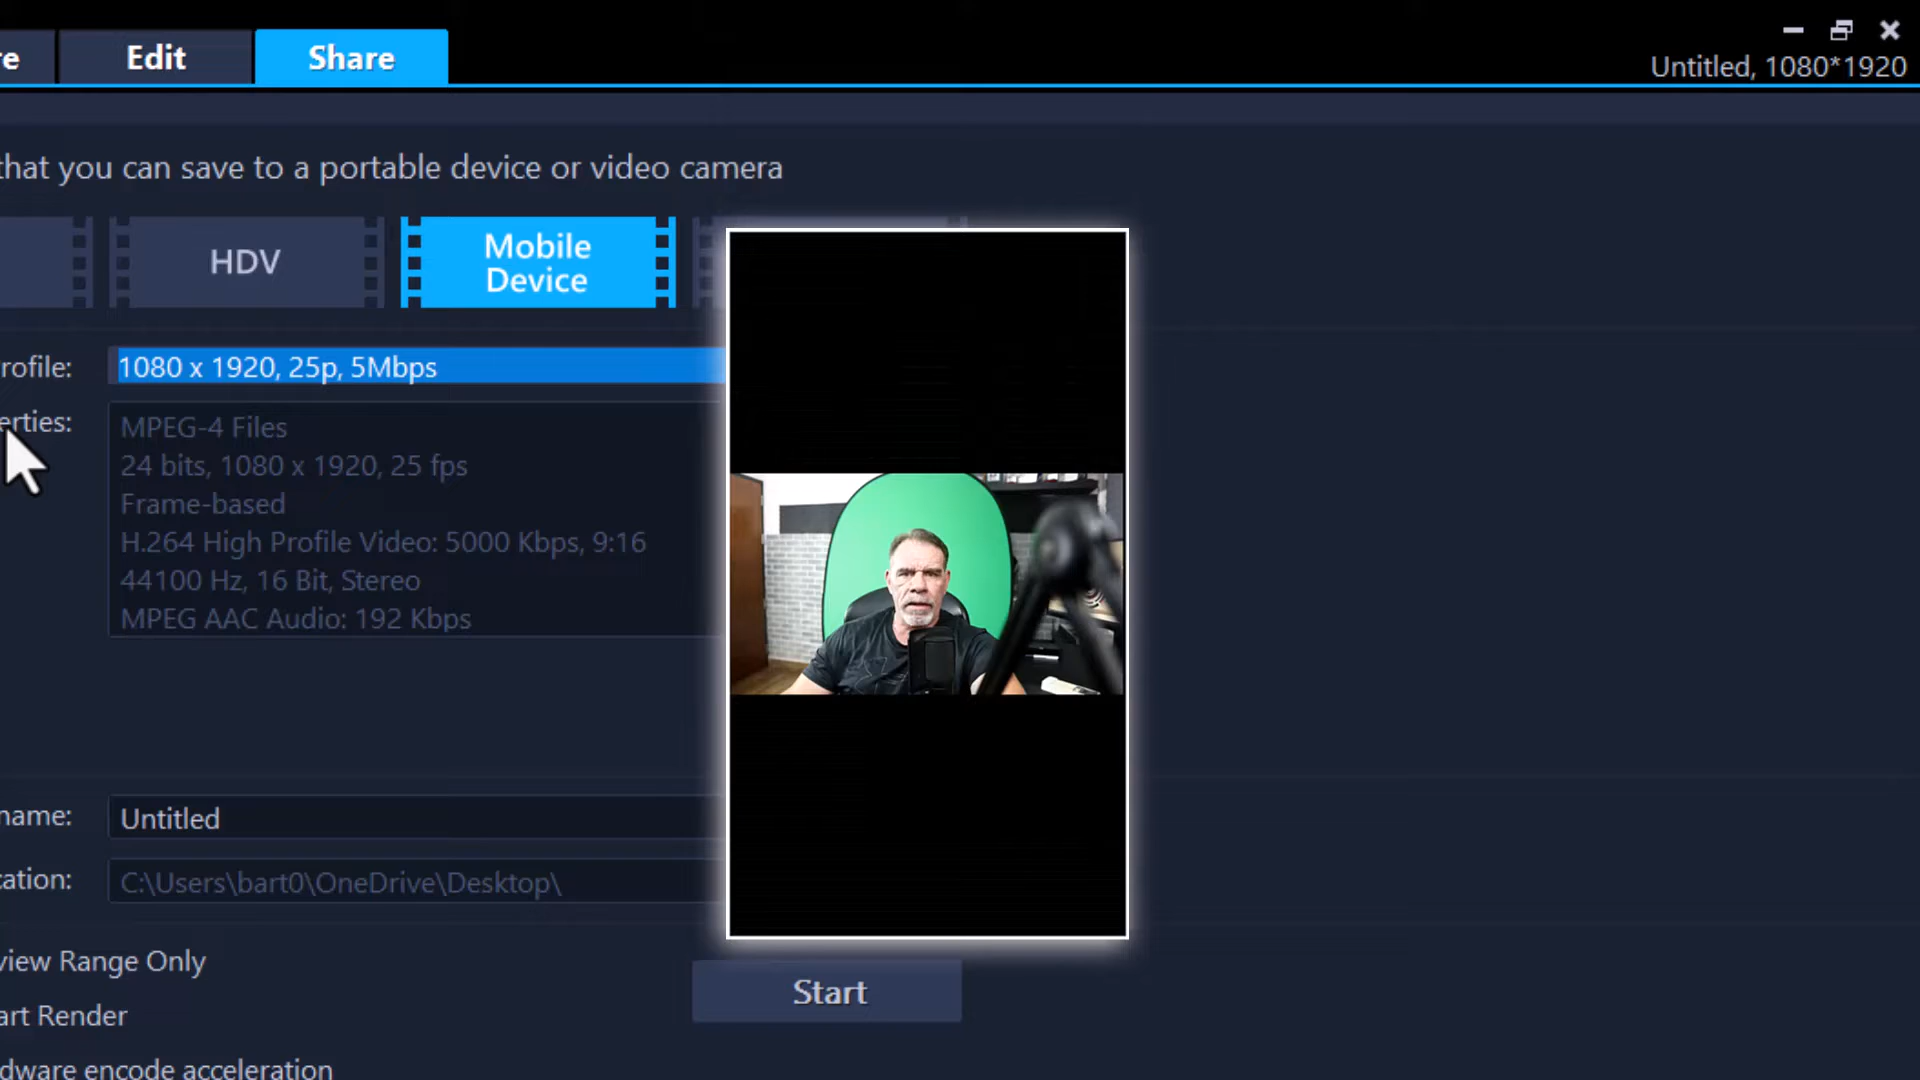 re
Edit
Share
Untitled, 1080*1920
that you can save to a portable device or video camera
HDV
Mobile
Device
rofile:
1080 x 1920, 25p, 5Mbps
erties:
MPEG-4 Files
24 bits, 1080 x 1920, 25 fps
Frame-based
H.264 High Profile Video: 5000 Kbps, 9:16
44100 Hz, 16 Bit, Stereo
MPEG AAC Audio: 192 Kbps
name:
Untitled
cation:
C:\Users\bart0\OneDrive\Desktop\
view Range Only
Start
art Render
dware encode acceleration